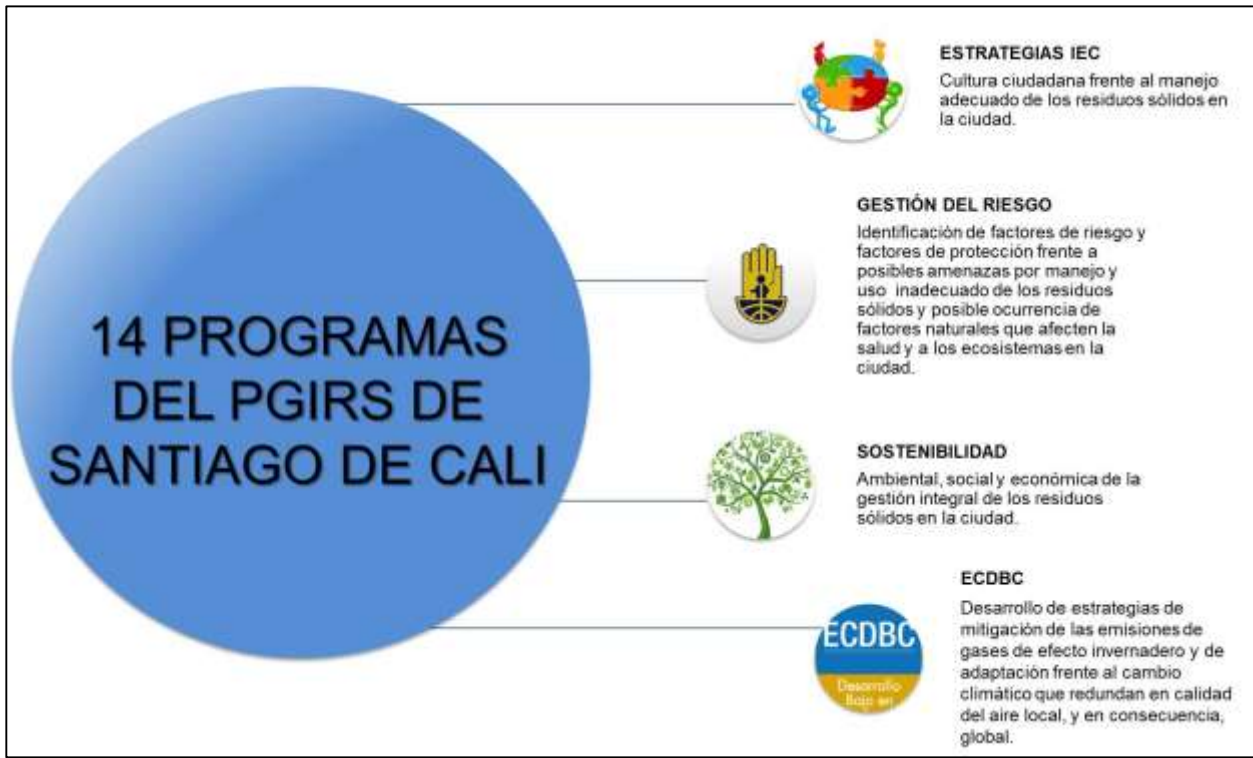 14 PROGRAMAS
DEL PGIRS DE
SANTIAGO DE CALI
ESTRATEGIAS IEC
Cultura ciudadana frente al manejo
adecuado de los residuos sólidos en
la ciudad.
GESTIÓN DEL RIESGO
Identificación de factores de riesgo y
factores de protección frente a
posibles amenazas por manejo y
uso inadecuado de los residuos
sólidos y posible ocurrencia de
factores naturales que afecten la
salud y a los ecosistemas en la
ciudad.
SOSTENIBILIDAD
Ambiental, social y económica de la
gestión integral de los residuos
sólidos en la ciudad.
ECDBC
ECDBC
Desarrollo
Bajo en
Desarrollo de estrategias de
mitigación de las emisiones de
gases de efecto invernadero y de
adaptación frente al cambio
climático que redundan en calidad
del aire local, y en consecuencia,
global.